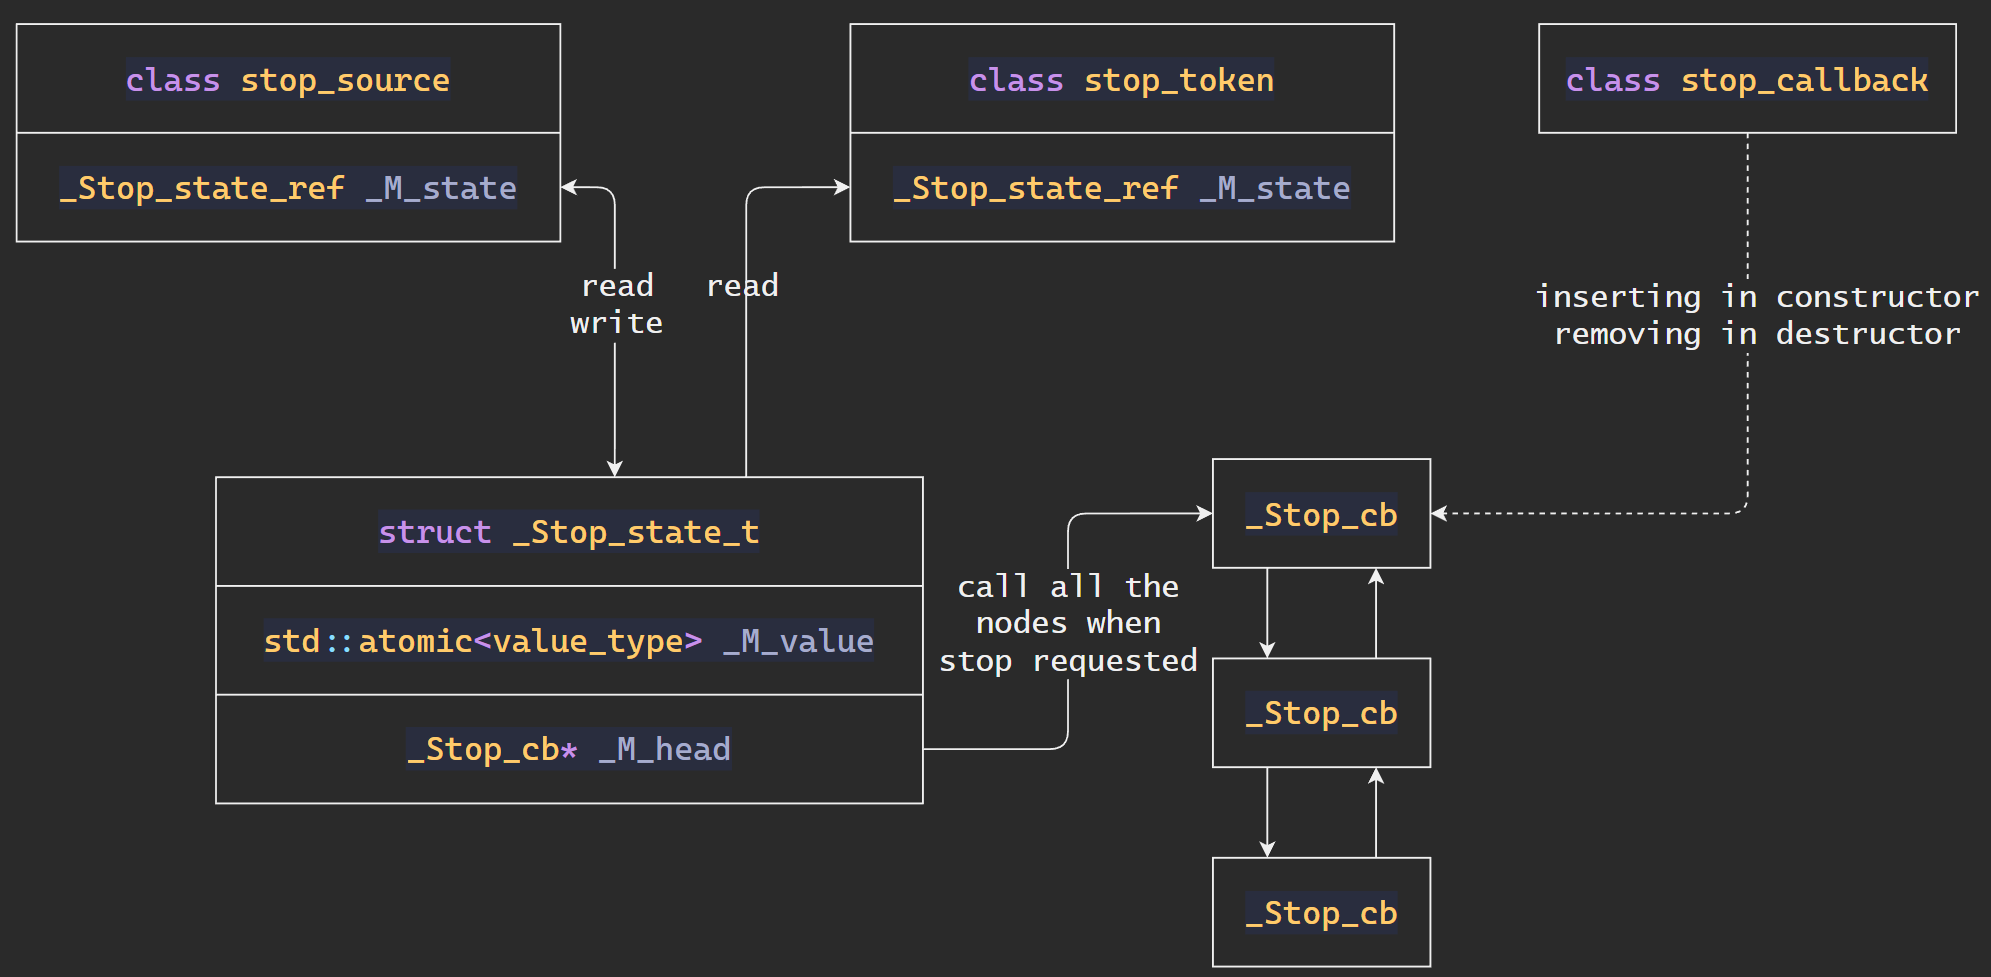 class stop_source
_Stop_state_ref _M_state
class stop_token
_Stop_state_ref _M_state
class stop_callback
read
write
read
inserting in constructor
removing in destructor
struct _Stop_state_t
std::atomic<value_type> _M_value
_Stop_cb* _M_head
call all the
nodes when
stop requested
_Stop_cb
_Stop_cb
_Stop_cb